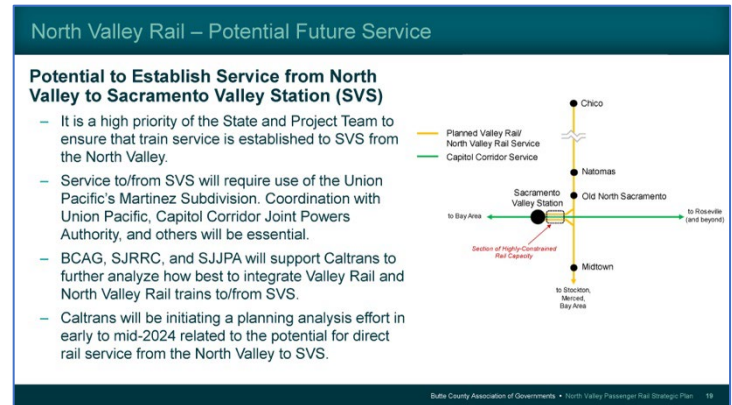 North Valley Rail – Potential Future Service
Potential to Establish Service from North
Valley to Sacramento Valley Station (SVS)
– It is a high priority of the State and Project Team to
ensure that train service is established to SVS from
the North Valley.
– Service to/from SVS will require use of the Union
Pacific's Martinez Subdivision. Coordination with
Union Pacific, Capitol Corridor Joint Powers
Authority, and others will be essential.
– BCAG, SJRRC, and SJJPA will support Caltrans to
further analyze how best to integrate Valley Rail and
North Valley Rail trains to/from SVS.
– Caltrans will be initiating a planning analysis effort in
early to mid-2024 related to the potential for direct
rail service from the North Valley to SVS.
Planned Valley Rail/
North Valley Rail Service
Capitol Corridor Service
Chico
Natomas
Old North Sacramento
Sacramento
Valley Station
to Bay Area
to Roseville
(and beyond)
Section of Highly-Constrained
Rail Capacity
Midtown
to Stockton,
Merced,
Bay Area
Butte County Association of Governments • North Valley Passenger Rail Strategic Plan 19